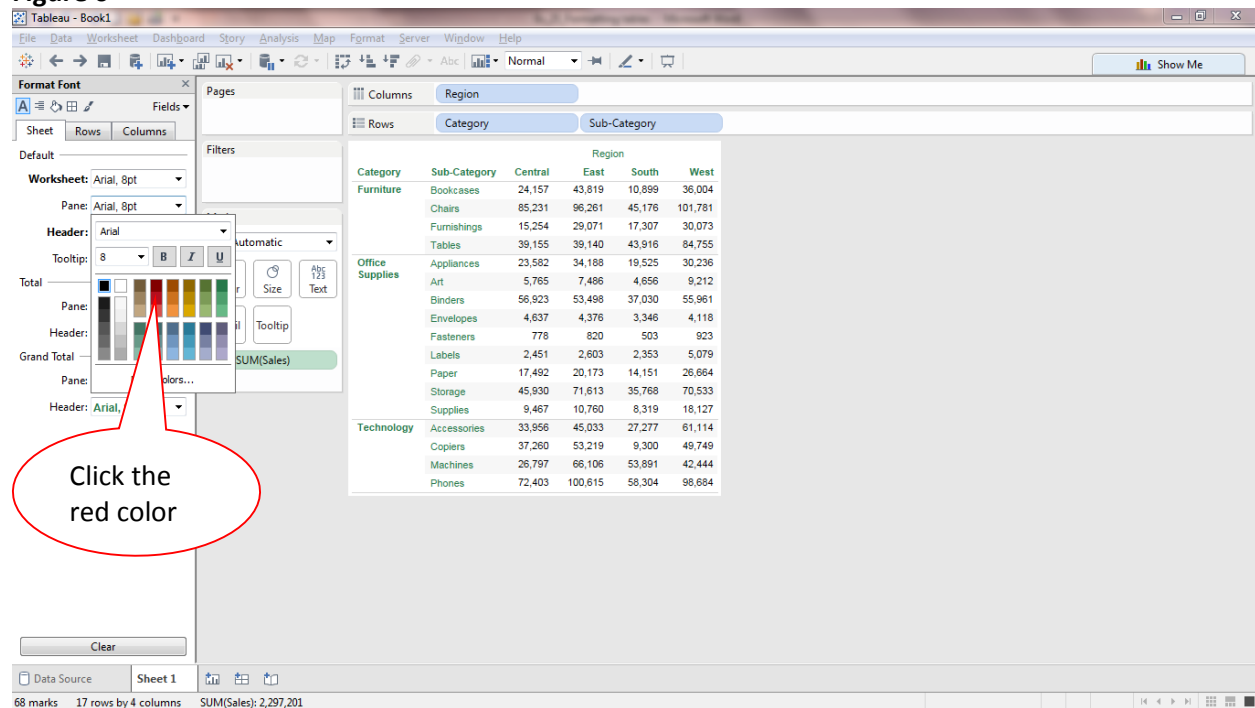 Tableau - Book1
File Data Worksheet Dashboard Story Analysis Map Format Server Window Help
Abc Normal Show Me
Format Font
Fields
Sheet Rows Columns
Default
Worksheet: Arial, 8pt
Pane: Arial, 8pt
Header:
Tooltip:
Total
Pane:
Header:
Grand Total
Pane:
Header: Arial,
Arial
8 B I U
Clear
Click the
red color
Pages
Filters
Automatic
Size
Abc
123
Text
Tooltip
SUM(Sales)
Columns Region
Rows Category Sub-Category
Region
Category Sub-Category Central East South West
Furniture Bookcases 24,157 43,819 10,899 36,004
Chairs 85,231 96,261 45,176 101,781
Furnishings 15,254 29,071 17,307 30,073
Tables 39,155 39,140 43,916 84,755
Office Supplies Appliances 23,582 34,188 19,525 30,236
Art 5,765 7,486 4,656 9,212
Binders 56,923 53,498 37,030 55,961
Envelopes 4,637 4,376 3,346 4,118
Fasteners 778 820 503 923
Labels 2,451 2,603 2,353 5,079
Paper 17,492 20,173 14,151 26,664
Storage 45,930 71,613 35,768 70,533
Supplies 9,467 10,760 8,319 18,127
Technology Accessories 33,956 45,033 27,277 61,114
Copiers 37,260 53,219 9,300 49,749
Machines 26,797 66,106 53,891 42,444
Phones 72,403 100,615 58,304 98,684
Data Source Sheet 1
68 marks 17 rows by 4 columns SUM(Sales): 2,297,201